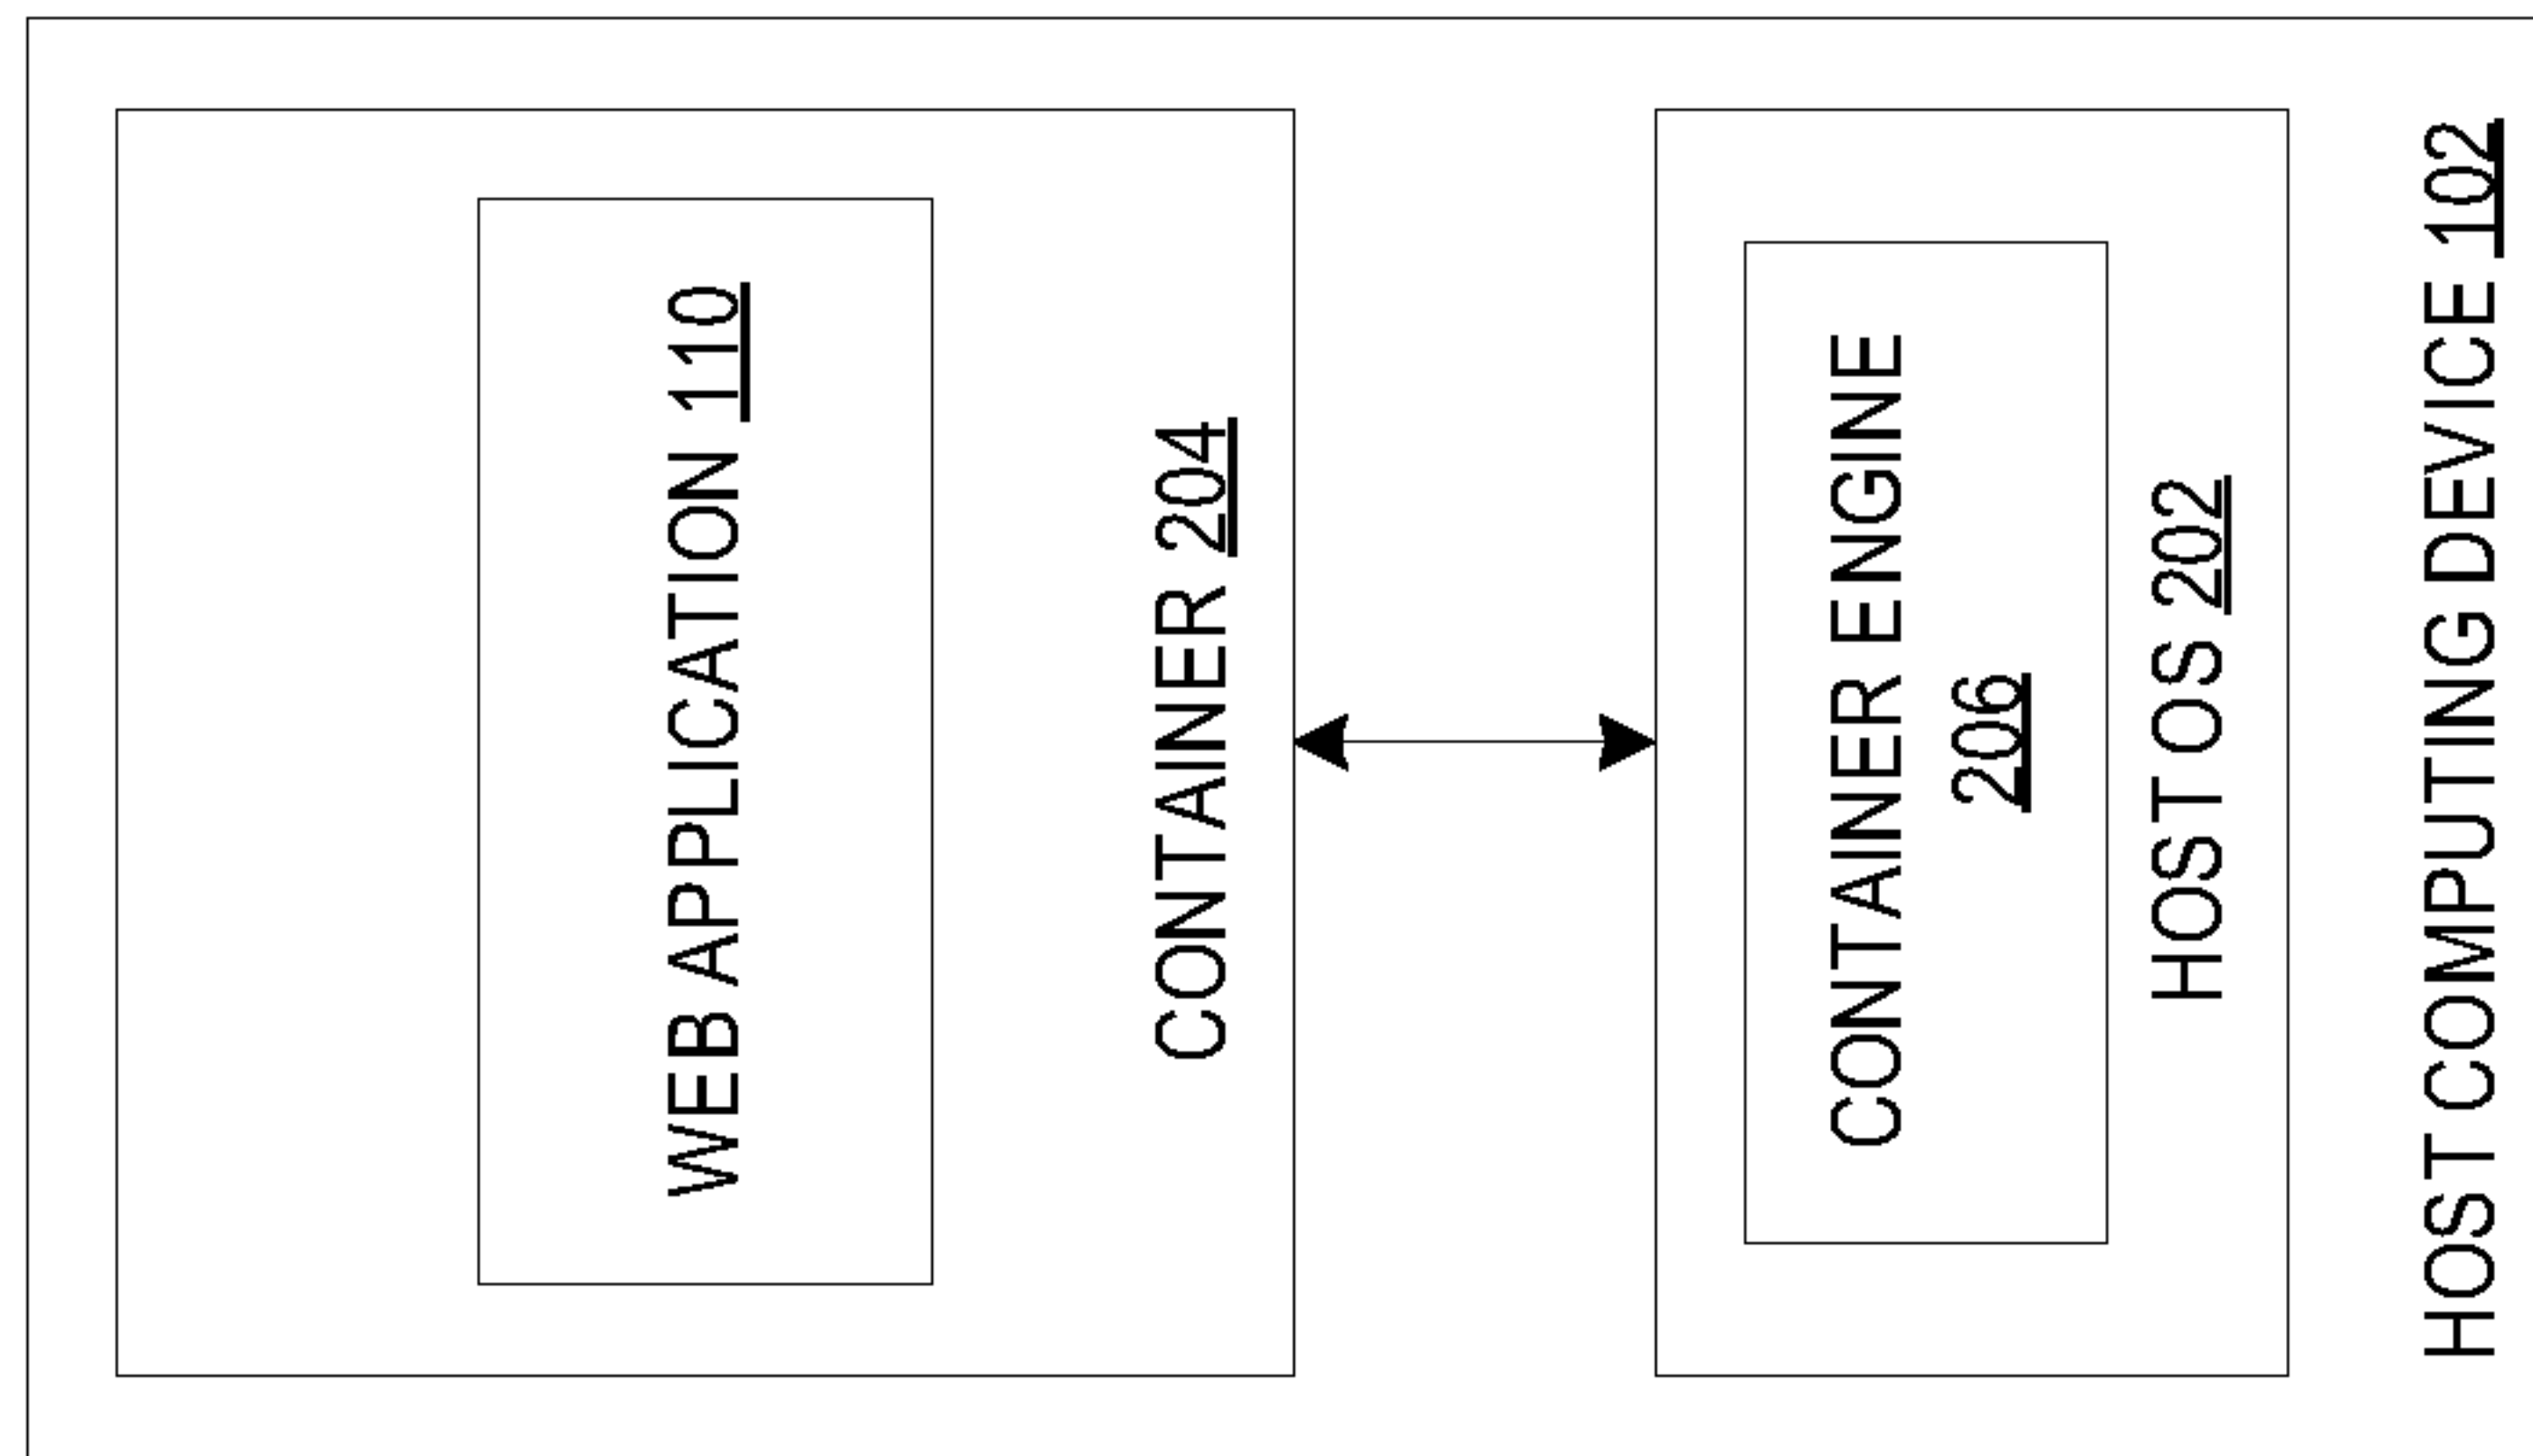 WEB APPLICATION 110
CONTAINER 204
CONTAINER ENGINE
206
HOST OS 202
HOST COMPUTING DEVICE 102